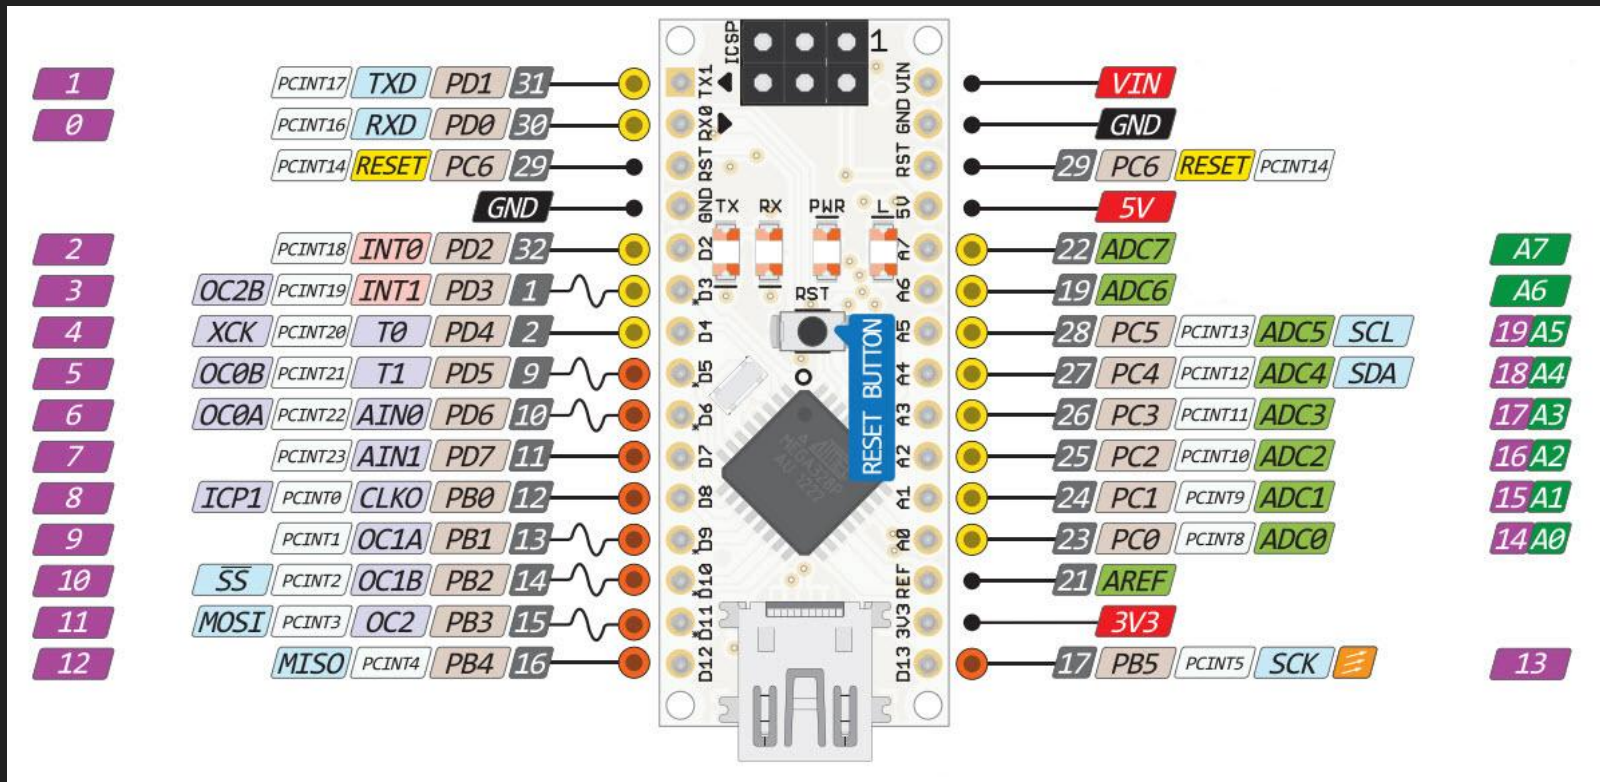 ICSP 1
1 PCINT17 TXD PD1 31 TX1 VIN VIN
0 PCINT16 RXD PD0 30 RX0 GND GND
PCINT14 RESET PC6 29 RST RST 29 PC6 RESET PCINT14
GND GND 5V 5V
TX RX PWR L
2 PCINT18 INT0 PD2 32 D2 A7 22 ADC7 A7
3 OC2B PCINT19 INT1 PD3 1 *D3 A6 19 ADC6 A6
RST
4 XCK PCINT20 T0 PD4 2 D4 A5 28 PC5 PCINT13 ADC5 SCL 19 A5
5 OC0B PCINT21 T1 PD5 9 *D5 A4 27 PC4 PCINT12 ADC4 SDA 18 A4
RESET BUTTON
6 OC0A PCINT22 AIN0 PD6 10 *D6 A3 26 PC3 PCINT11 ADC3 17 A3
7 PCINT23 AIN1 PD7 11 D7 A2 25 PC2 PCINT10 ADC2 16 A2
8 ICP1 PCINT0 CLKO PB0 12 D8 A1 24 PC1 PCINT9 ADC1 15 A1
9 PCINT1 OC1A PB1 13 *D9 A0 23 PC0 PCINT8 ADC0 14 A0
10 SS PCINT2 OC1B PB2 14 *D10 REF 21 AREF
11 MOSI PCINT3 OC2 PB3 15 *D11 3V3 3V3
12 MISO PCINT4 PB4 16 D12 D13 17 PB5 PCINT5 SCK 13